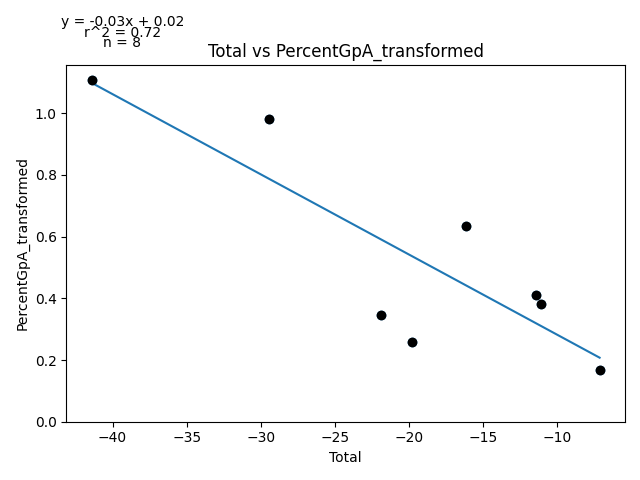 y = -0.03x + 0.02
r^2 = 0.72
n = 8
Total vs PercentGpA_transformed
PercentGpA_transformed
1.0
0.8
0.6
0.4
0.2
0.0
−40 −35 −30 −25 −20 −15 −10
Total